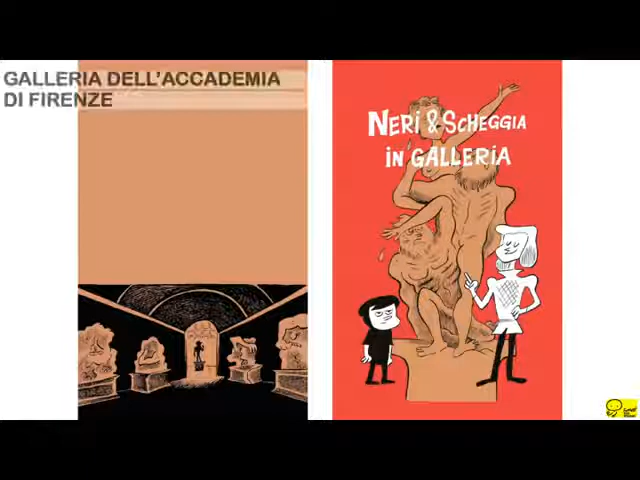 GALLERIA DELL'ACCADEMIA
DI FIRENZE
NERI & SCHEGGIA
IN GALLERIA